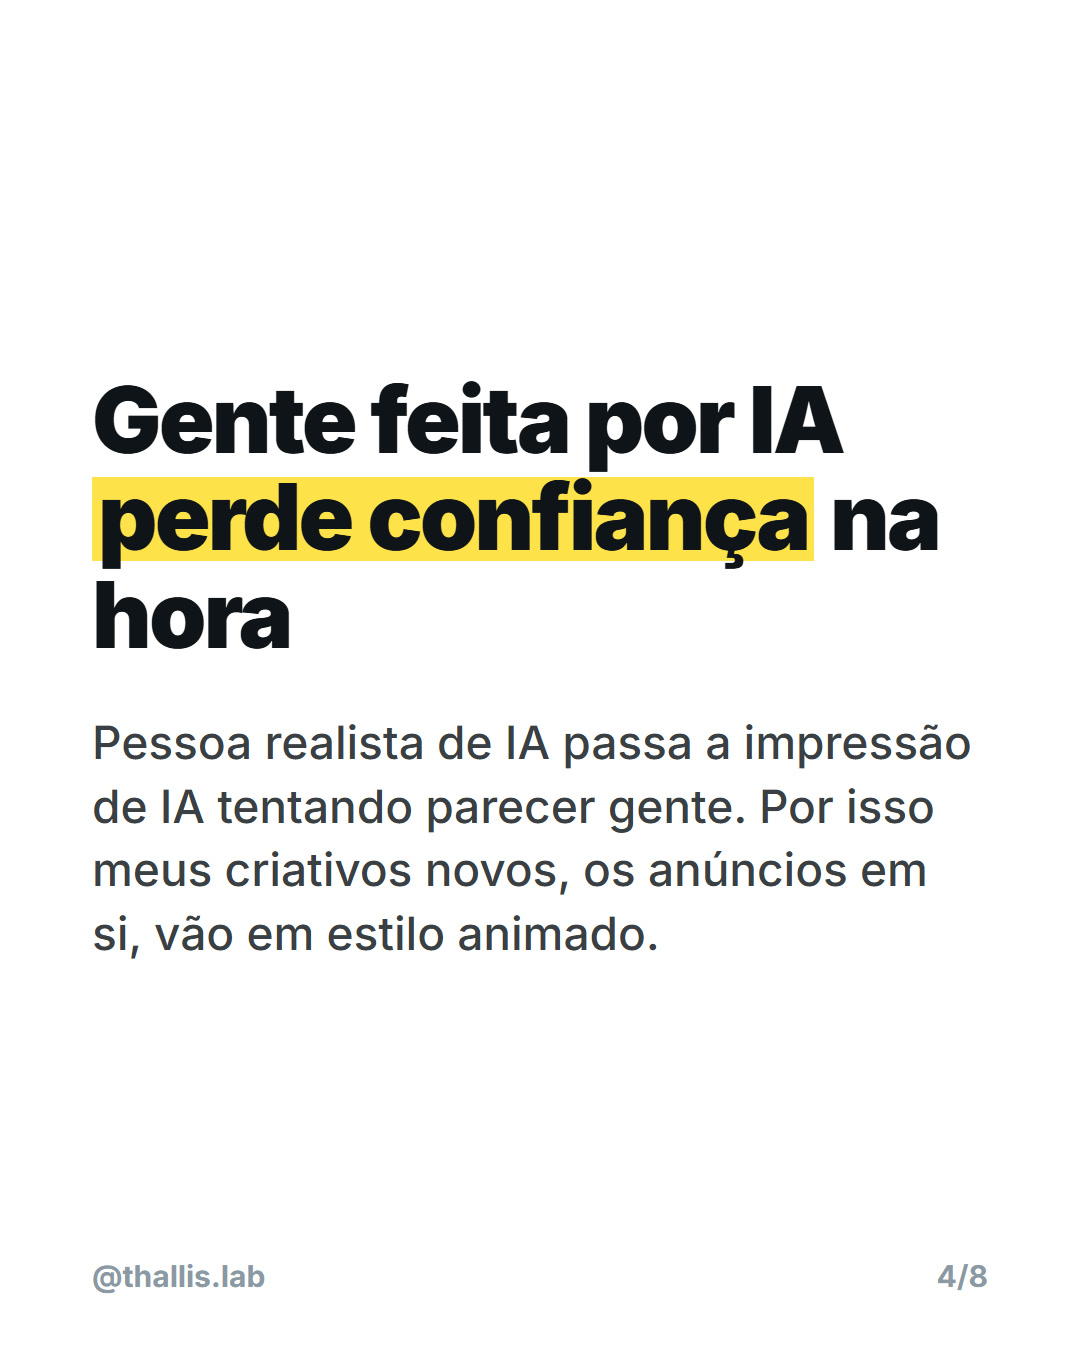 Gente feita por IA
perde confiança na
hora
Pessoa realista de IA passa a impressão
de IA tentando parecer gente. Por isso
meus criativos novos, os anúncios em
si, vão em estilo animado.
@thallis.lab
4/8